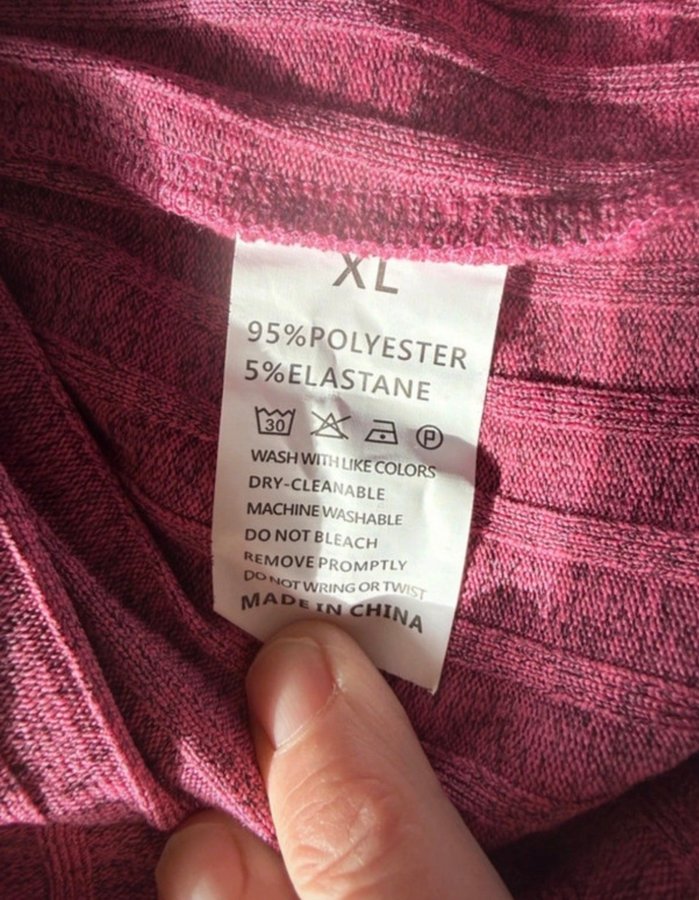 XL
95%POLYESTER
5%ELASTANE
30 P
WASH WITH LIKE COLORS
DRY-CLEANABLE
MACHINE WASHABLE
DO NOT BLEACH
REMOVE PROMPTLY
DO NOT WRING OR TWIST
MADE IN CHINA